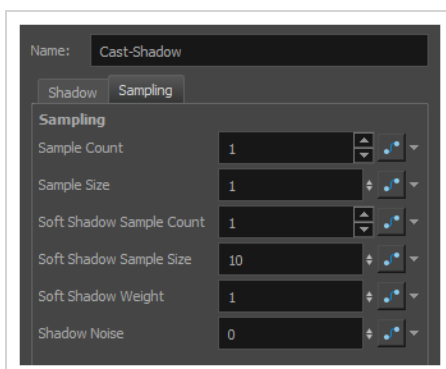 Name: Cast-Shadow
Shadow Sampling
Sampling
Sample Count 1
Sample Size 1
Soft Shadow Sample Count 1
Soft Shadow Sample Size 10
Soft Shadow Weight 1
Shadow Noise 0